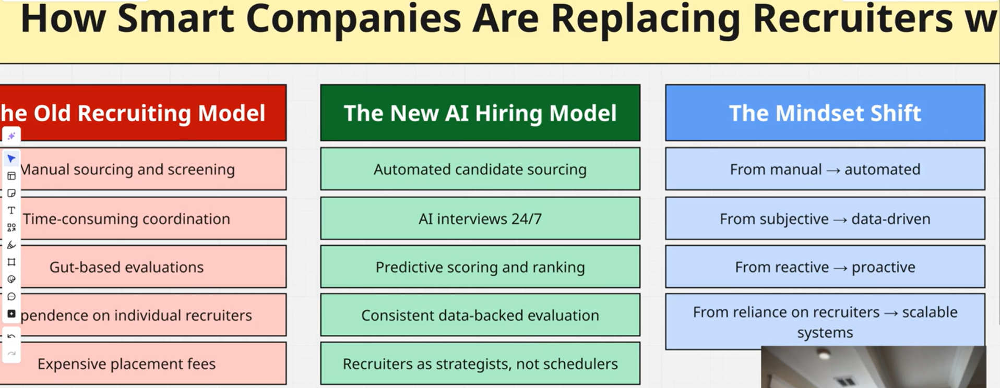 How Smart Companies Are Replacing Recruiters w
he Old Recruiting Model
Manual sourcing and screening
Time-consuming coordination
Gut-based evaluations
pendence on individual recruiters
Expensive placement fees
The New AI Hiring Model
Automated candidate sourcing
AI interviews 24/7
Predictive scoring and ranking
Consistent data-backed evaluation
Recruiters as strategists, not schedulers
The Mindset Shift
From manual → automated
From subjective → data-driven
From reactive → proactive
From reliance on recruiters → scalable
systems